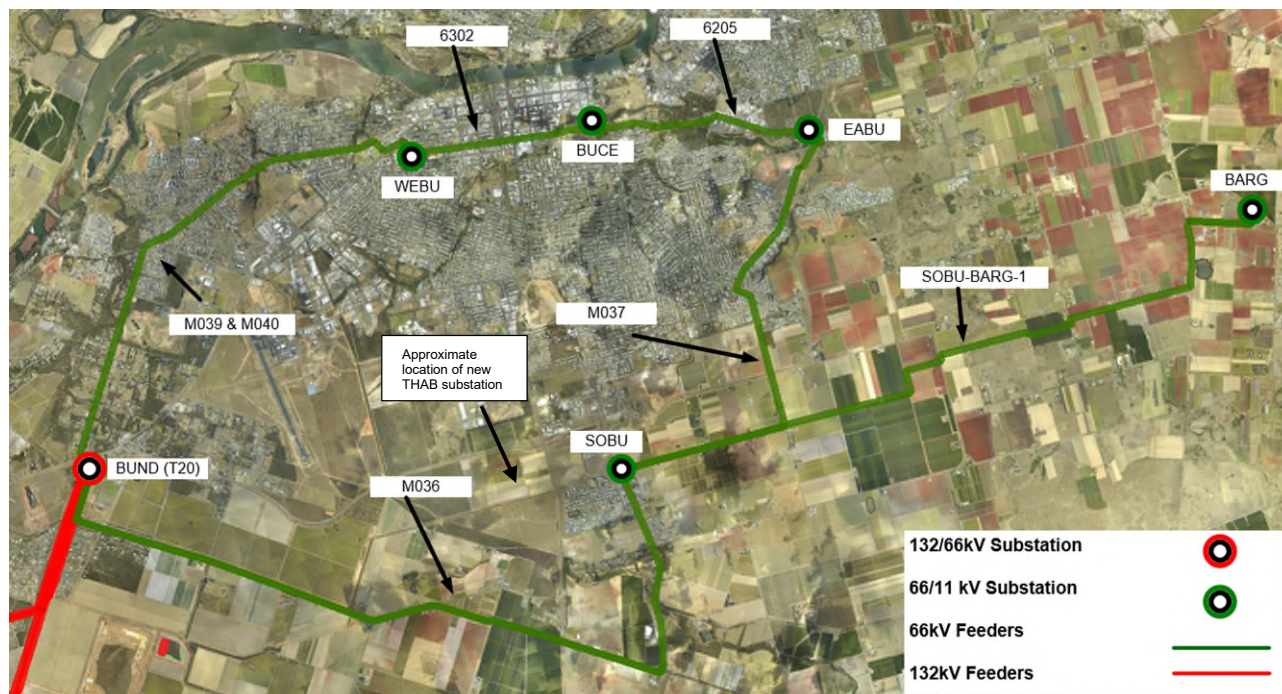 6302
6205
EABU
BUCE
WEBU
BARG
SOBU-BARG-1
M039 & M040
M037
Approximate
location of new
THAB substation
SOBU
BUND (T20)
M036
132/66kV Substation
66/11 kV Substation
66kV Feeders
132kV Feeders